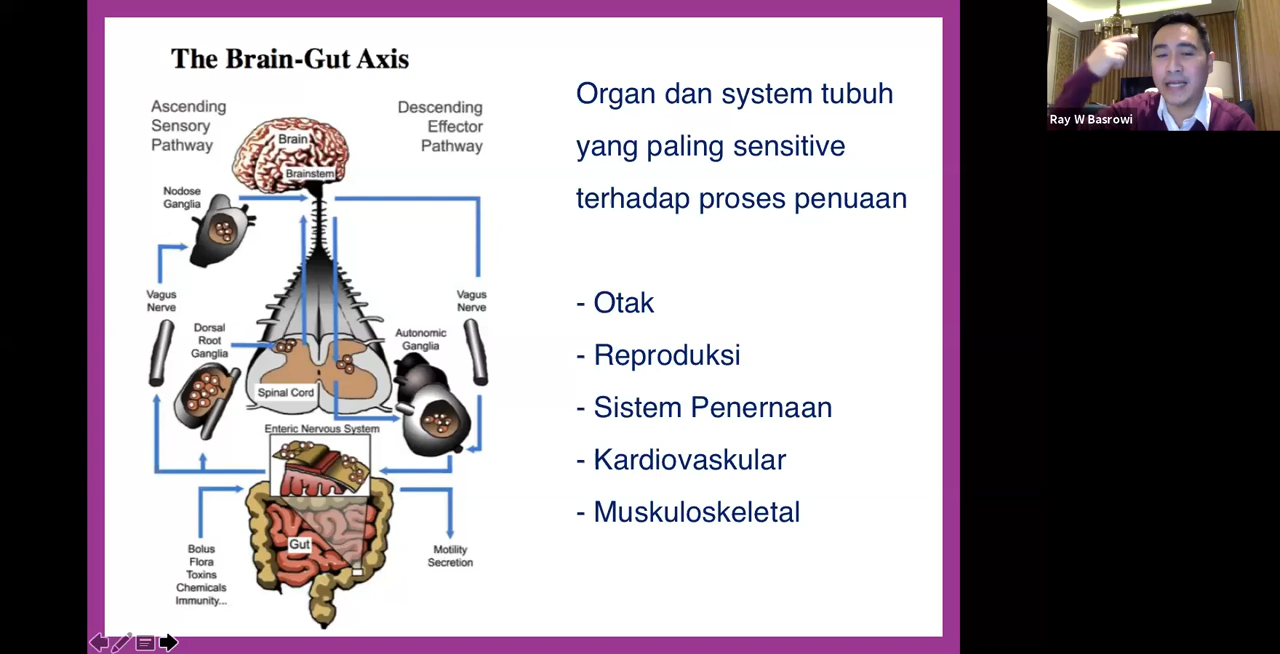 The Brain-Gut Axis
Ascending
Sensory
Pathway
Descending
Effector
Pathway
Brain
Brainstem
Nodose
Ganglia
Vagus
Nerve
Vagus
Nerve
Dorsal
Root
Ganglia
Autonomic
Ganglia
Spinal Cord
Enteric Nervous System
Gut
Bolus
Flora
Toxins
Chemicals
Immunity...
Motility
Secretion
Organ dan system tubuh
yang paling sensitive
terhadap proses penuaan
- Otak
- Reproduksi
- Sistem Penernaan
- Kardiovaskular
- Muskuloskeletal
Ray W Basrowi